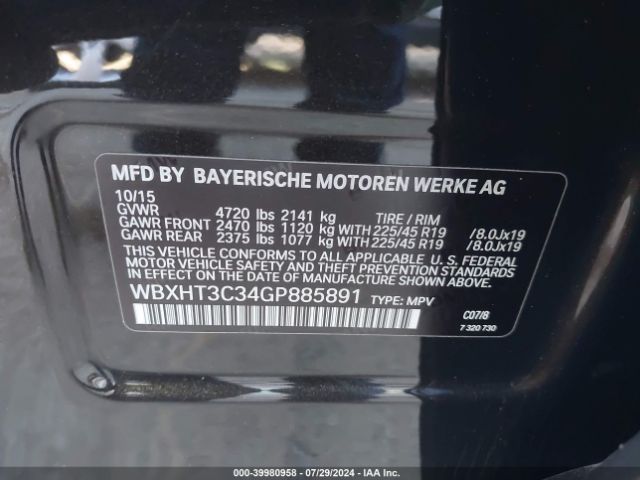 MFD BY BAYERISCHE MOTOREN WERKE AG
10/15
GVWR 4720 lbs 2141 kg TIRE / RIM
GAWR FRONT 2470 lbs 1120 kg WITH 225/45 R19 /8.0Jx19
GAWR REAR 2375 lbs 1077 kg WITH 225/45 R19 /8.0Jx19
THIS VEHICLE CONFORMS TO ALL APPLICABLE U.S. FEDERAL
MOTOR VEHICLE SAFETY, BUMPER, AND THEFT PREVENTION
STANDARDS IN EFFECT ON THE DATE OF MANUFACTURE SHOWN ABOVE.
WBXHT3C34GP885891 TYPE: MPV
C07/8
7 320 730
000-39980958 - 07/29/2024 - IAA Inc.